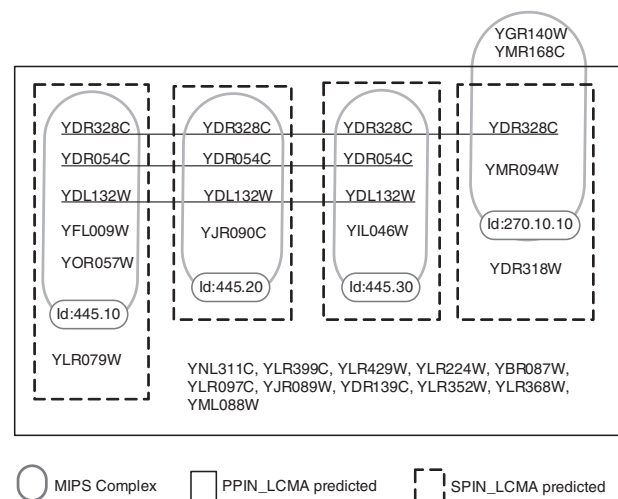 YGR140W
YMR168C
YDR328C YDR328C YDR328C YDR328C
YDR054C YDR054C YDR054C
YMR094W
YDL132W YDL132W YDL132W
YFL009W YJR090C YIL046W Id:270.10.10
YOR057W YDR318W
Id:445.20 Id:445.30
Id:445.10
YLR079W
YNL311C, YLR399C, YLR429W, YLR224W, YBR087W,
YLR097C, YJR089W, YDR139C, YLR352W, YLR368W,
YML088W
MIPS Complex PPIN_LCMA predicted SPIN_LCMA predicted